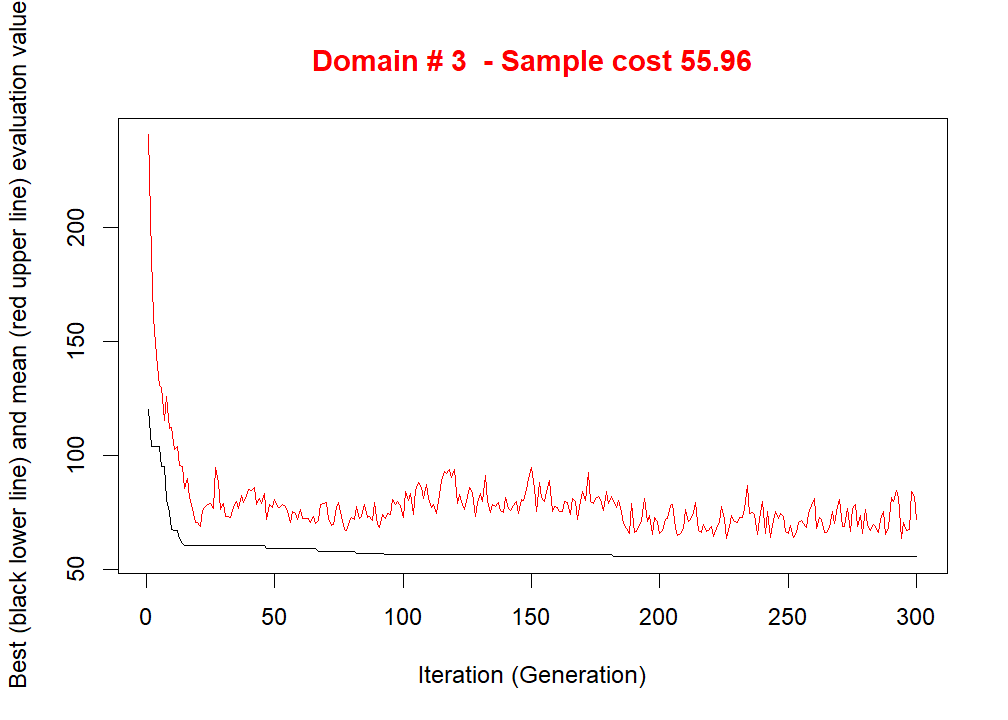 Domain # 3  - Sample cost 55.96
Best (black lower line) and mean (red upper line) evaluation value
200
150
100
50
0 50 100 150 200 250 300
Iteration (Generation)